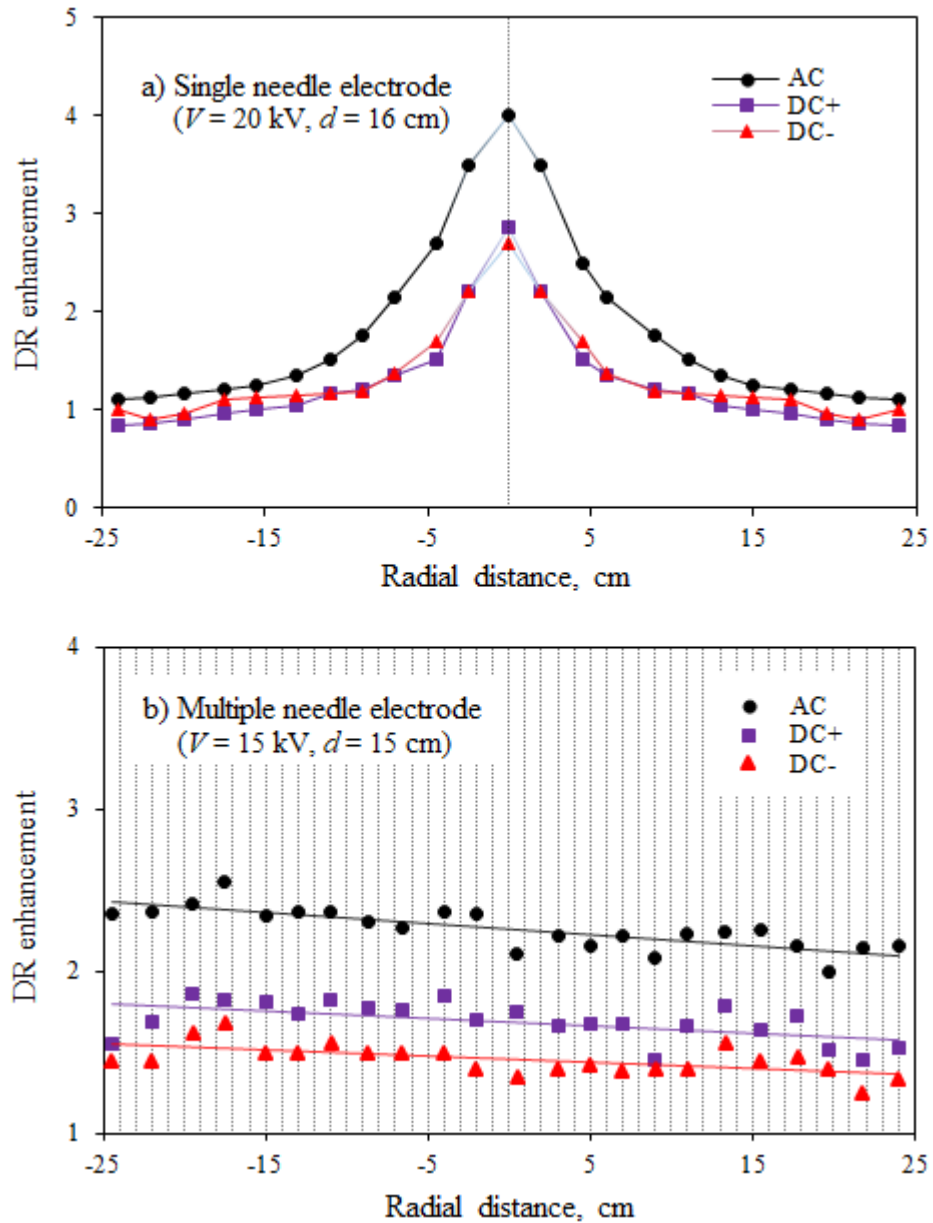 5
4
3
2
1
0
DR enhancement
a) Single needle electrode
(V = 20 kV, d = 16 cm)
AC
DC+
DC-
-25
-15
-5
5
15
25
Radial distance, cm
4
3
2
1
DR enhancement
b) Multiple needle electrode
(V = 15 kV, d = 15 cm)
AC
DC+
DC-
-25
-15
-5
5
15
25
Radial distance, cm